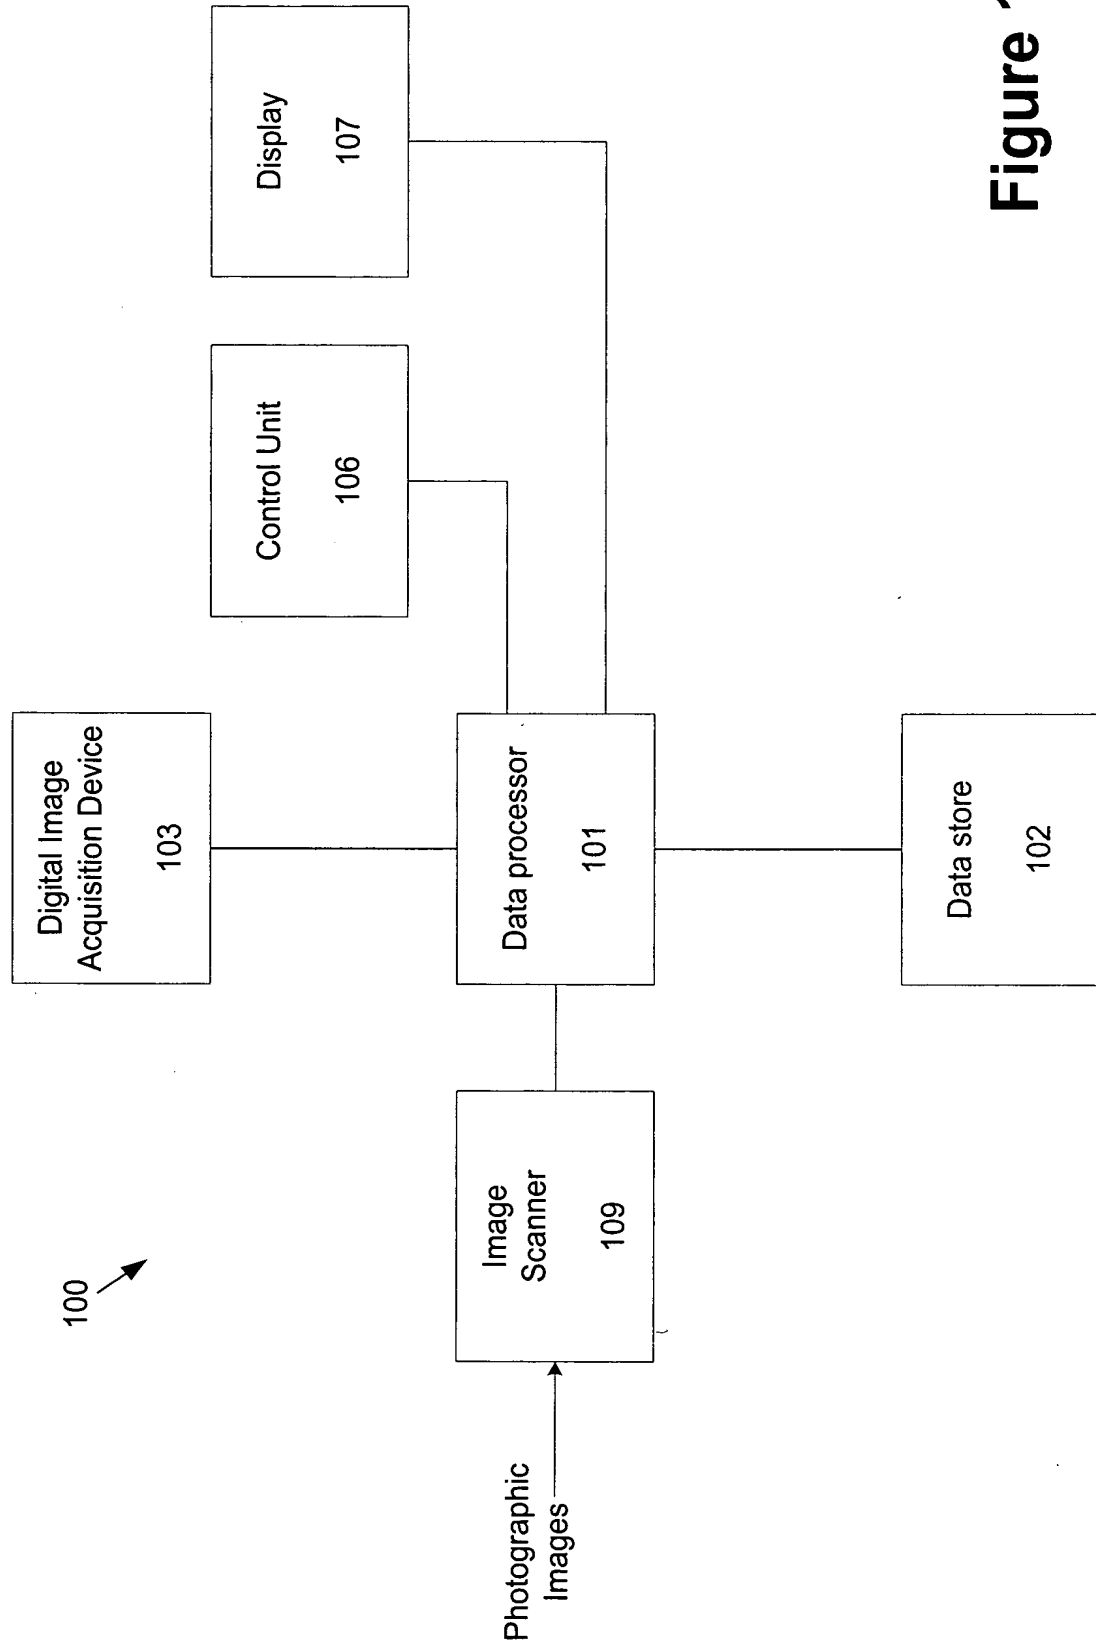 100
Digital Image
Acquisition Device
103
Control Unit
106
Display
107
Photographic
Images
Image
Scanner
109
Data processor
101
Data store
102
Figure